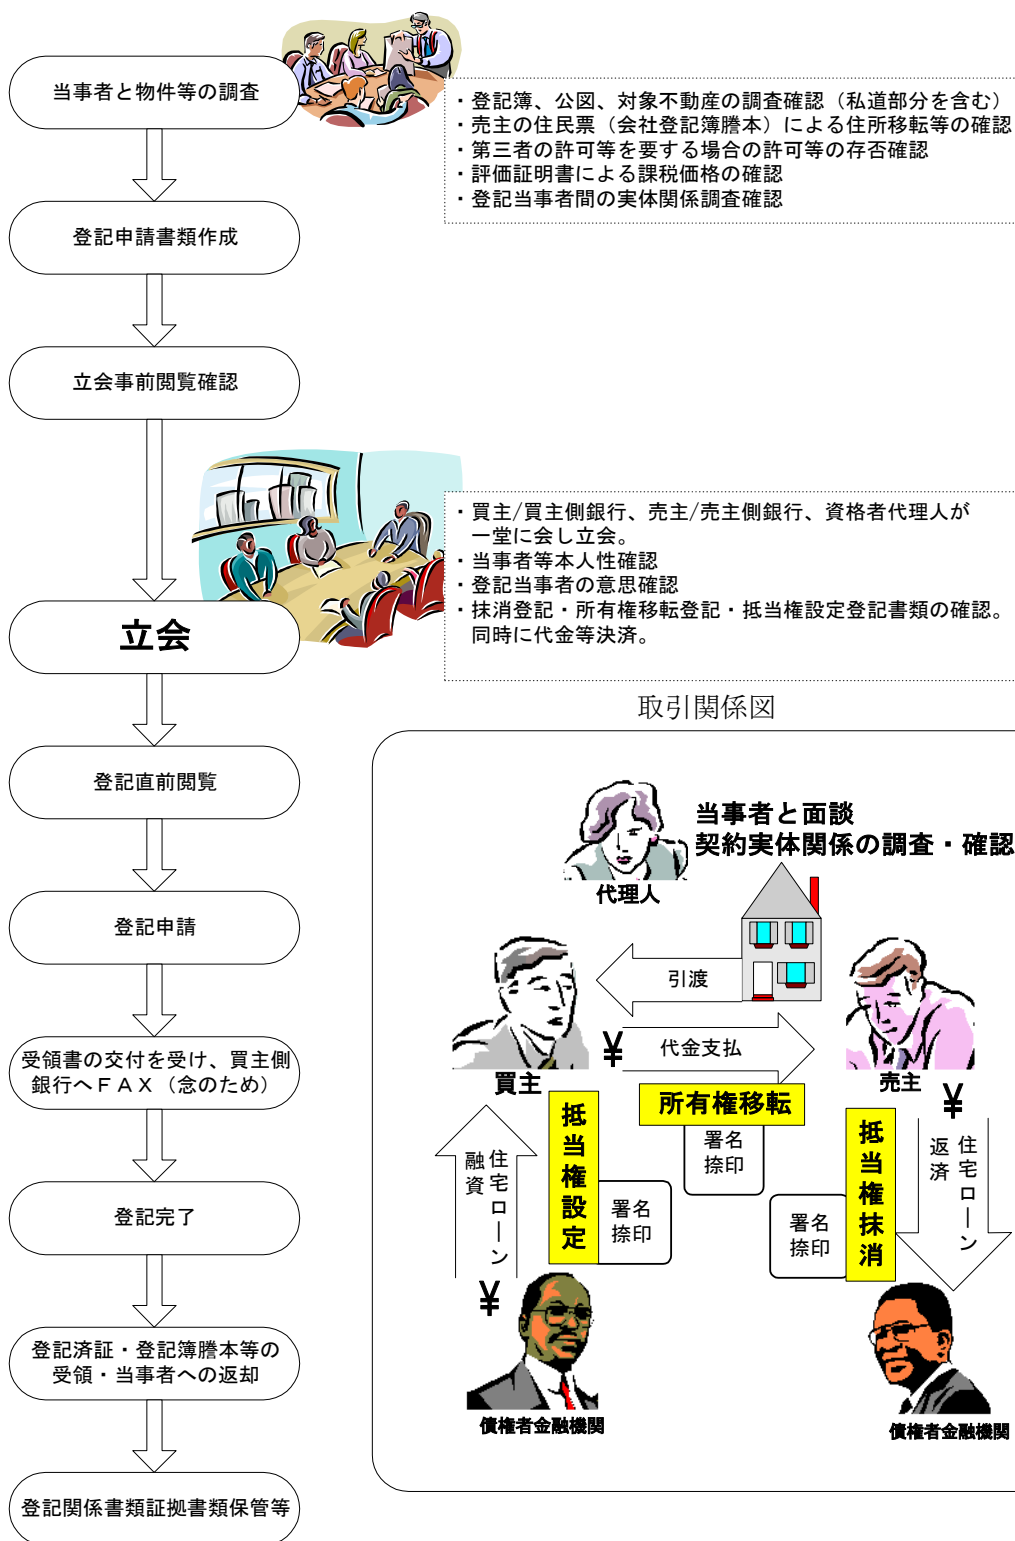 当事者と物件等の調査
・登記簿、公図、対象不動産の調査確認（私道部分を含む）
・売主の住民票（会社登記簿謄本）による住所移転等の確認
・第三者の許可等を要する場合の許可等の存否確認
・評価証明書による課税価格の確認
・登記当事者間の実体関係調査確認
登記申請書類作成
立会事前閲覧確認
立会
・買主/買主側銀行、売主/売主側銀行、資格者代理人が
一堂に会し立会。
・当事者等本人性確認
・登記当事者の意思確認
・抹消登記・所有権移転登記・抵当権設定登記書類の確認。
同時に代金等決済。
登記直前閲覧
登記申請
受領書の交付を受け、買主側
銀行へＦＡＸ（念のため）
登記完了
登記済証・登記簿謄本等の
受領・当事者への返却
登記関係書類証拠書類保管等
取引関係図
当事者と面談
契約実体関係の調査・確認
代理人
引渡
¥
代金支払
買主
売主
所有権移転
署名
捺印
抵当権設定
署名
捺印
住宅ローン
融資
¥
債権者金融機関
抵当権抹消
署名
捺印
¥
住宅ローン
返済
債権者金融機関